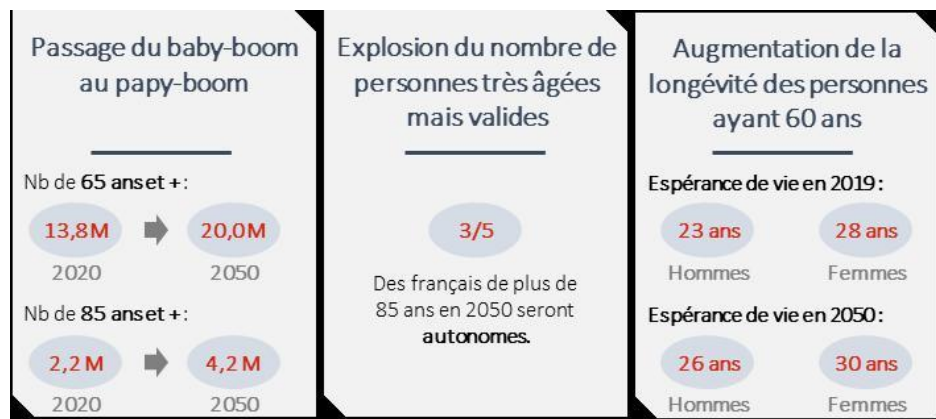 Passage du baby-boom
au papy-boom
Nb de 65 ans et + :
13,8M
20,0M
2020
2050
Nb de 85 ans et + :
2,2 M
4,2 M
2020
2050
Explosion du nombre de
personnes très âgées
mais valides
3/5
Des français de plus de
85 ans en 2050 seront
autonomes.
Augmentation de la
longévité des personnes
ayant 60 ans
Espérance de vie en 2019 :
23 ans
28 ans
Hommes
Femmes
Espérance de vie en 2050 :
26 ans
30 ans
Hommes
Femmes